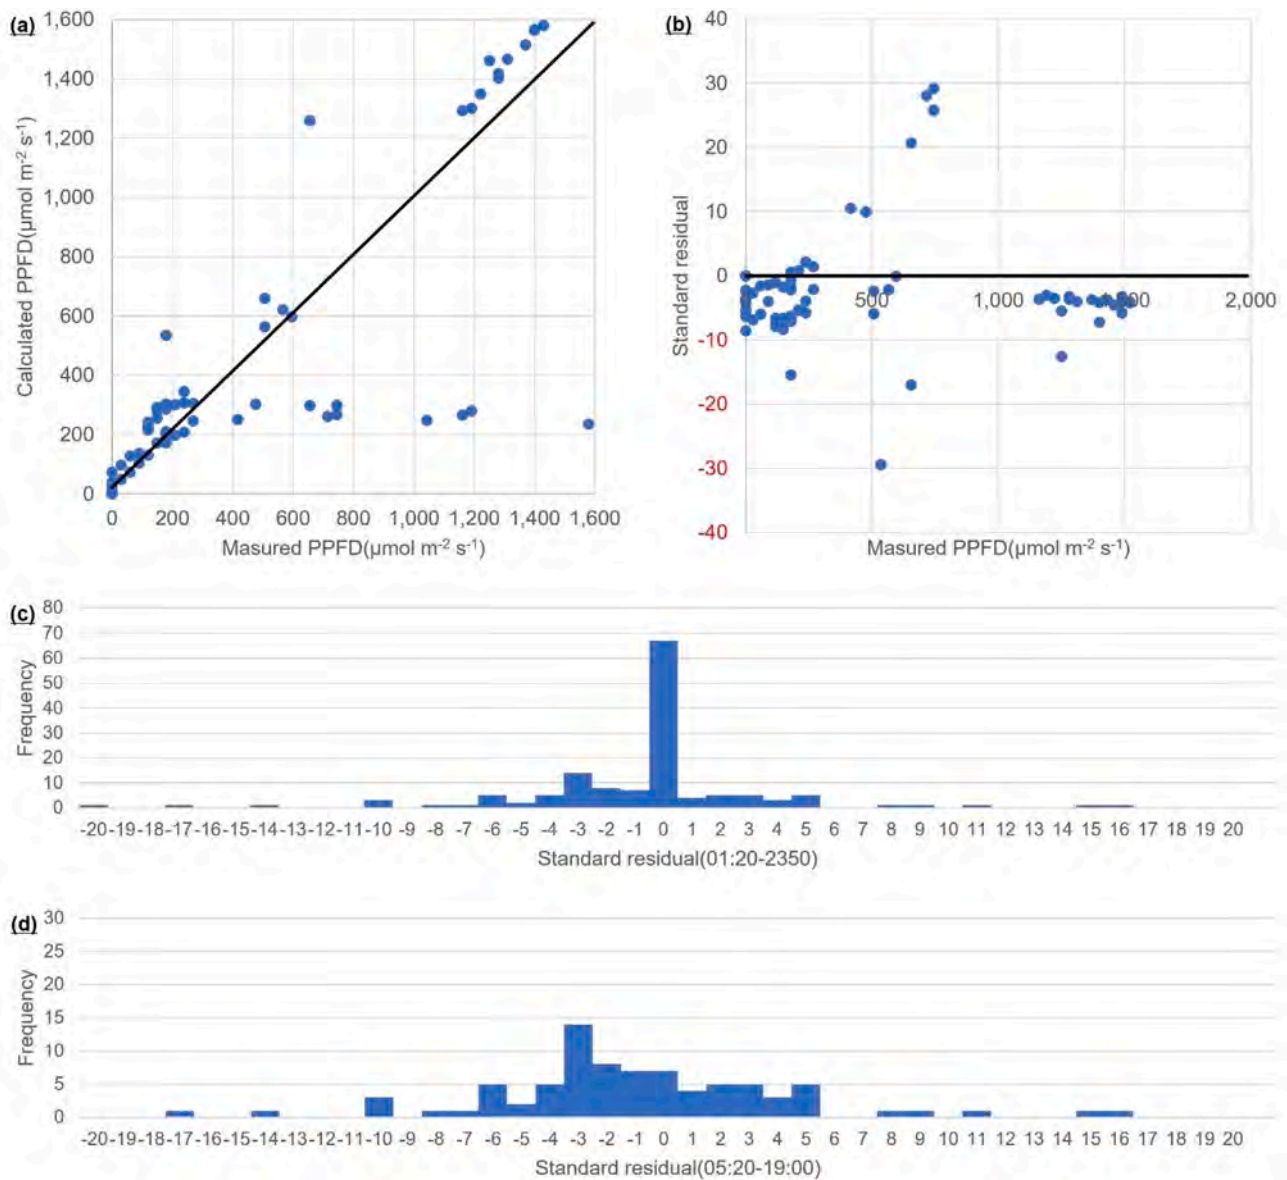 (a)
1,600
1,400
1,200
1,000
800
600
400
200
0
Calculated PPFD(µmol m⁻² s⁻¹)
0 200 400 600 800 1,000 1,200 1,400 1,600
Masured PPFD(µmol m⁻² s⁻¹)
(b)
40
30
20
10
0
-10
-20
-30
-40
Standard residual
500 1,000 1,500 2,000
Masured PPFD(µmol m⁻² s⁻¹)
(c)
80
70
60
50
40
30
20
10
0
Frequency
-20 -19 -18 -17 -16 -15 -14 -13 -12 -11 -10 -9 -8 -7 -6 -5 -4 -3 -2 -1 0 1 2 3 4 5 6 7 8 9 10 11 12 13 14 15 16 17 18 19 20
Standard residual(01:20-2350)
(d)
30
25
20
15
10
5
0
Frequency
-20 -19 -18 -17 -16 -15 -14 -13 -12 -11 -10 -9 -8 -7 -6 -5 -4 -3 -2 -1 0 1 2 3 4 5 6 7 8 9 10 11 12 13 14 15 16 17 18 19 20
Standard residual(05:20-19:00)